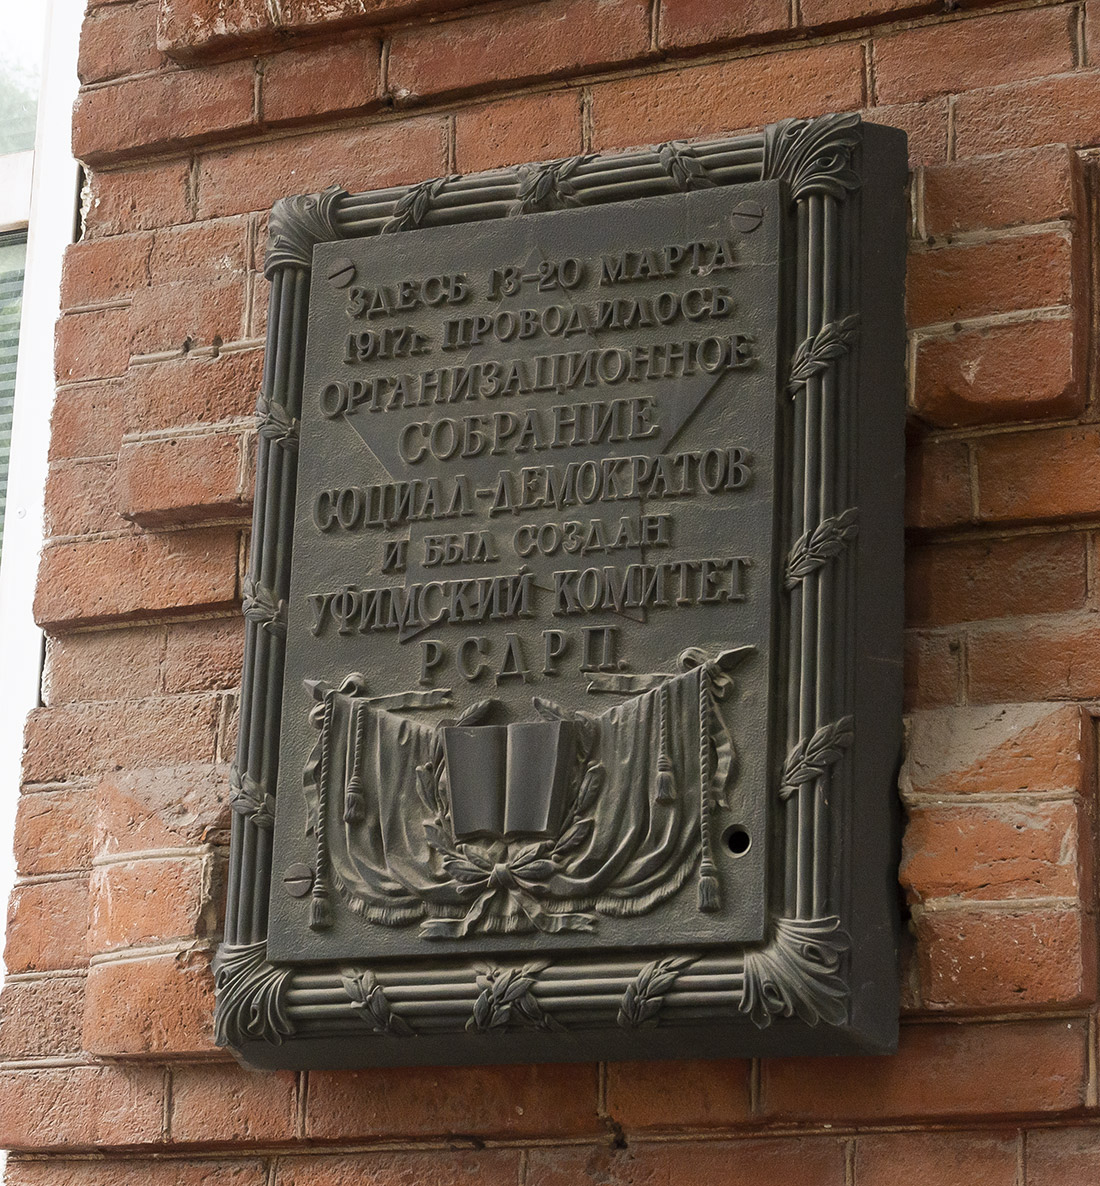 ЗДЕСЬ 13-20 МАРТА
1917г. ПРОВОДИЛОСЬ
ОРГАНИЗАЦИОННОЕ
СОБРАНИЕ
СОЦИАЛ-ДЕМОКРАТОВ
И БЫЛ СОЗДАН
УФИМСКИЙ КОМИТЕТ
РСДРП.